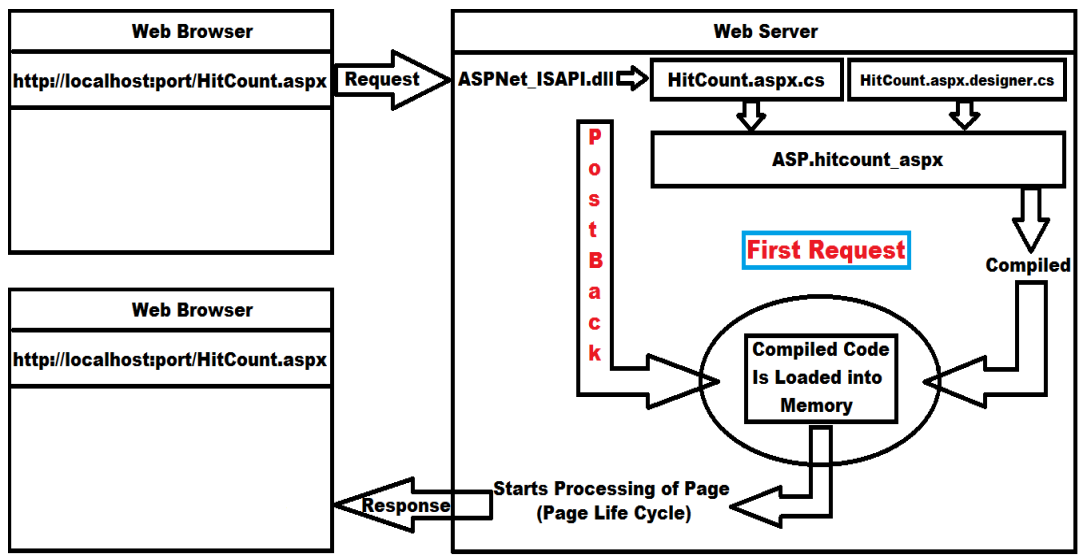 Web Browser
http://localhost:port/HitCount.aspx
Request
Web Server
ASPNet_ISAPI.dll
HitCount.aspx.cs
HitCount.aspx.designer.cs
ASP.hitcount_aspx
PostBack
First Request
Compiled
Compiled Code
Is Loaded into
Memory
Web Browser
http://localhost:port/HitCount.aspx
Starts Processing of Page
(Page Life Cycle)
Response